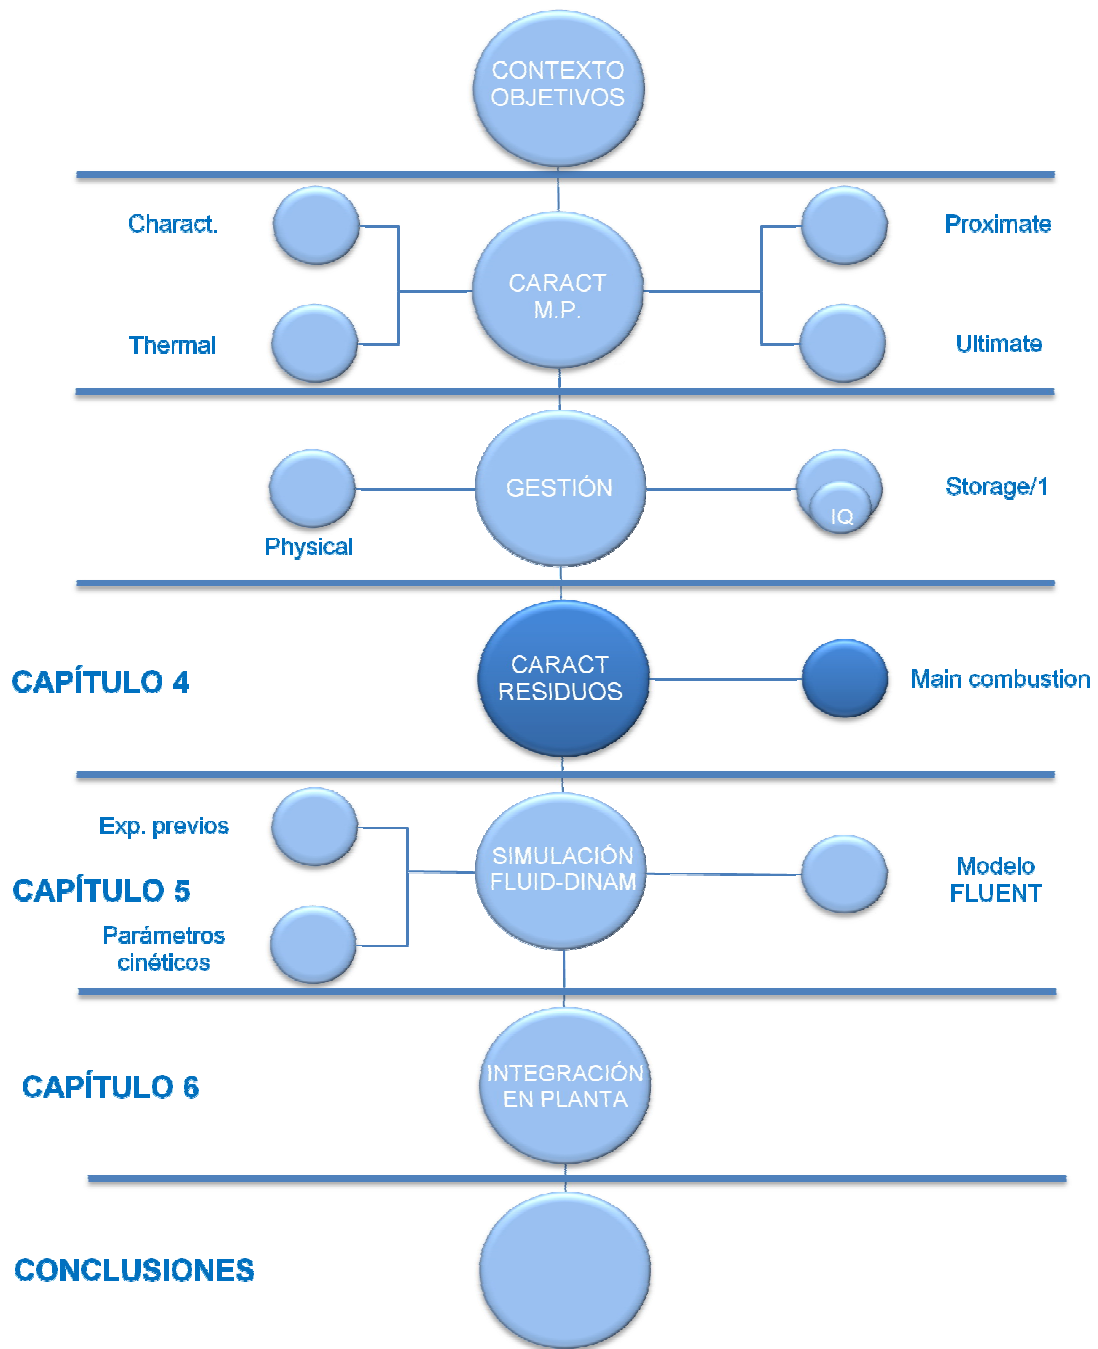 CONTEXTO
OBJETIVOS
Charact.
Proximate
CARACT
M.P.
Thermal
Ultimate
GESTIÓN
Storage/1
IQ
Physical
CAPÍTULO 4
CARACT
RESIDUOS
Main combustion
Exp. previos
SIMULACIÓN
FLUID-DINAM
Modelo
FLUENT
CAPÍTULO 5
Parámetros
cinéticos
CAPÍTULO 6
INTEGRACIÓN
EN PLANTA
CONCLUSIONES